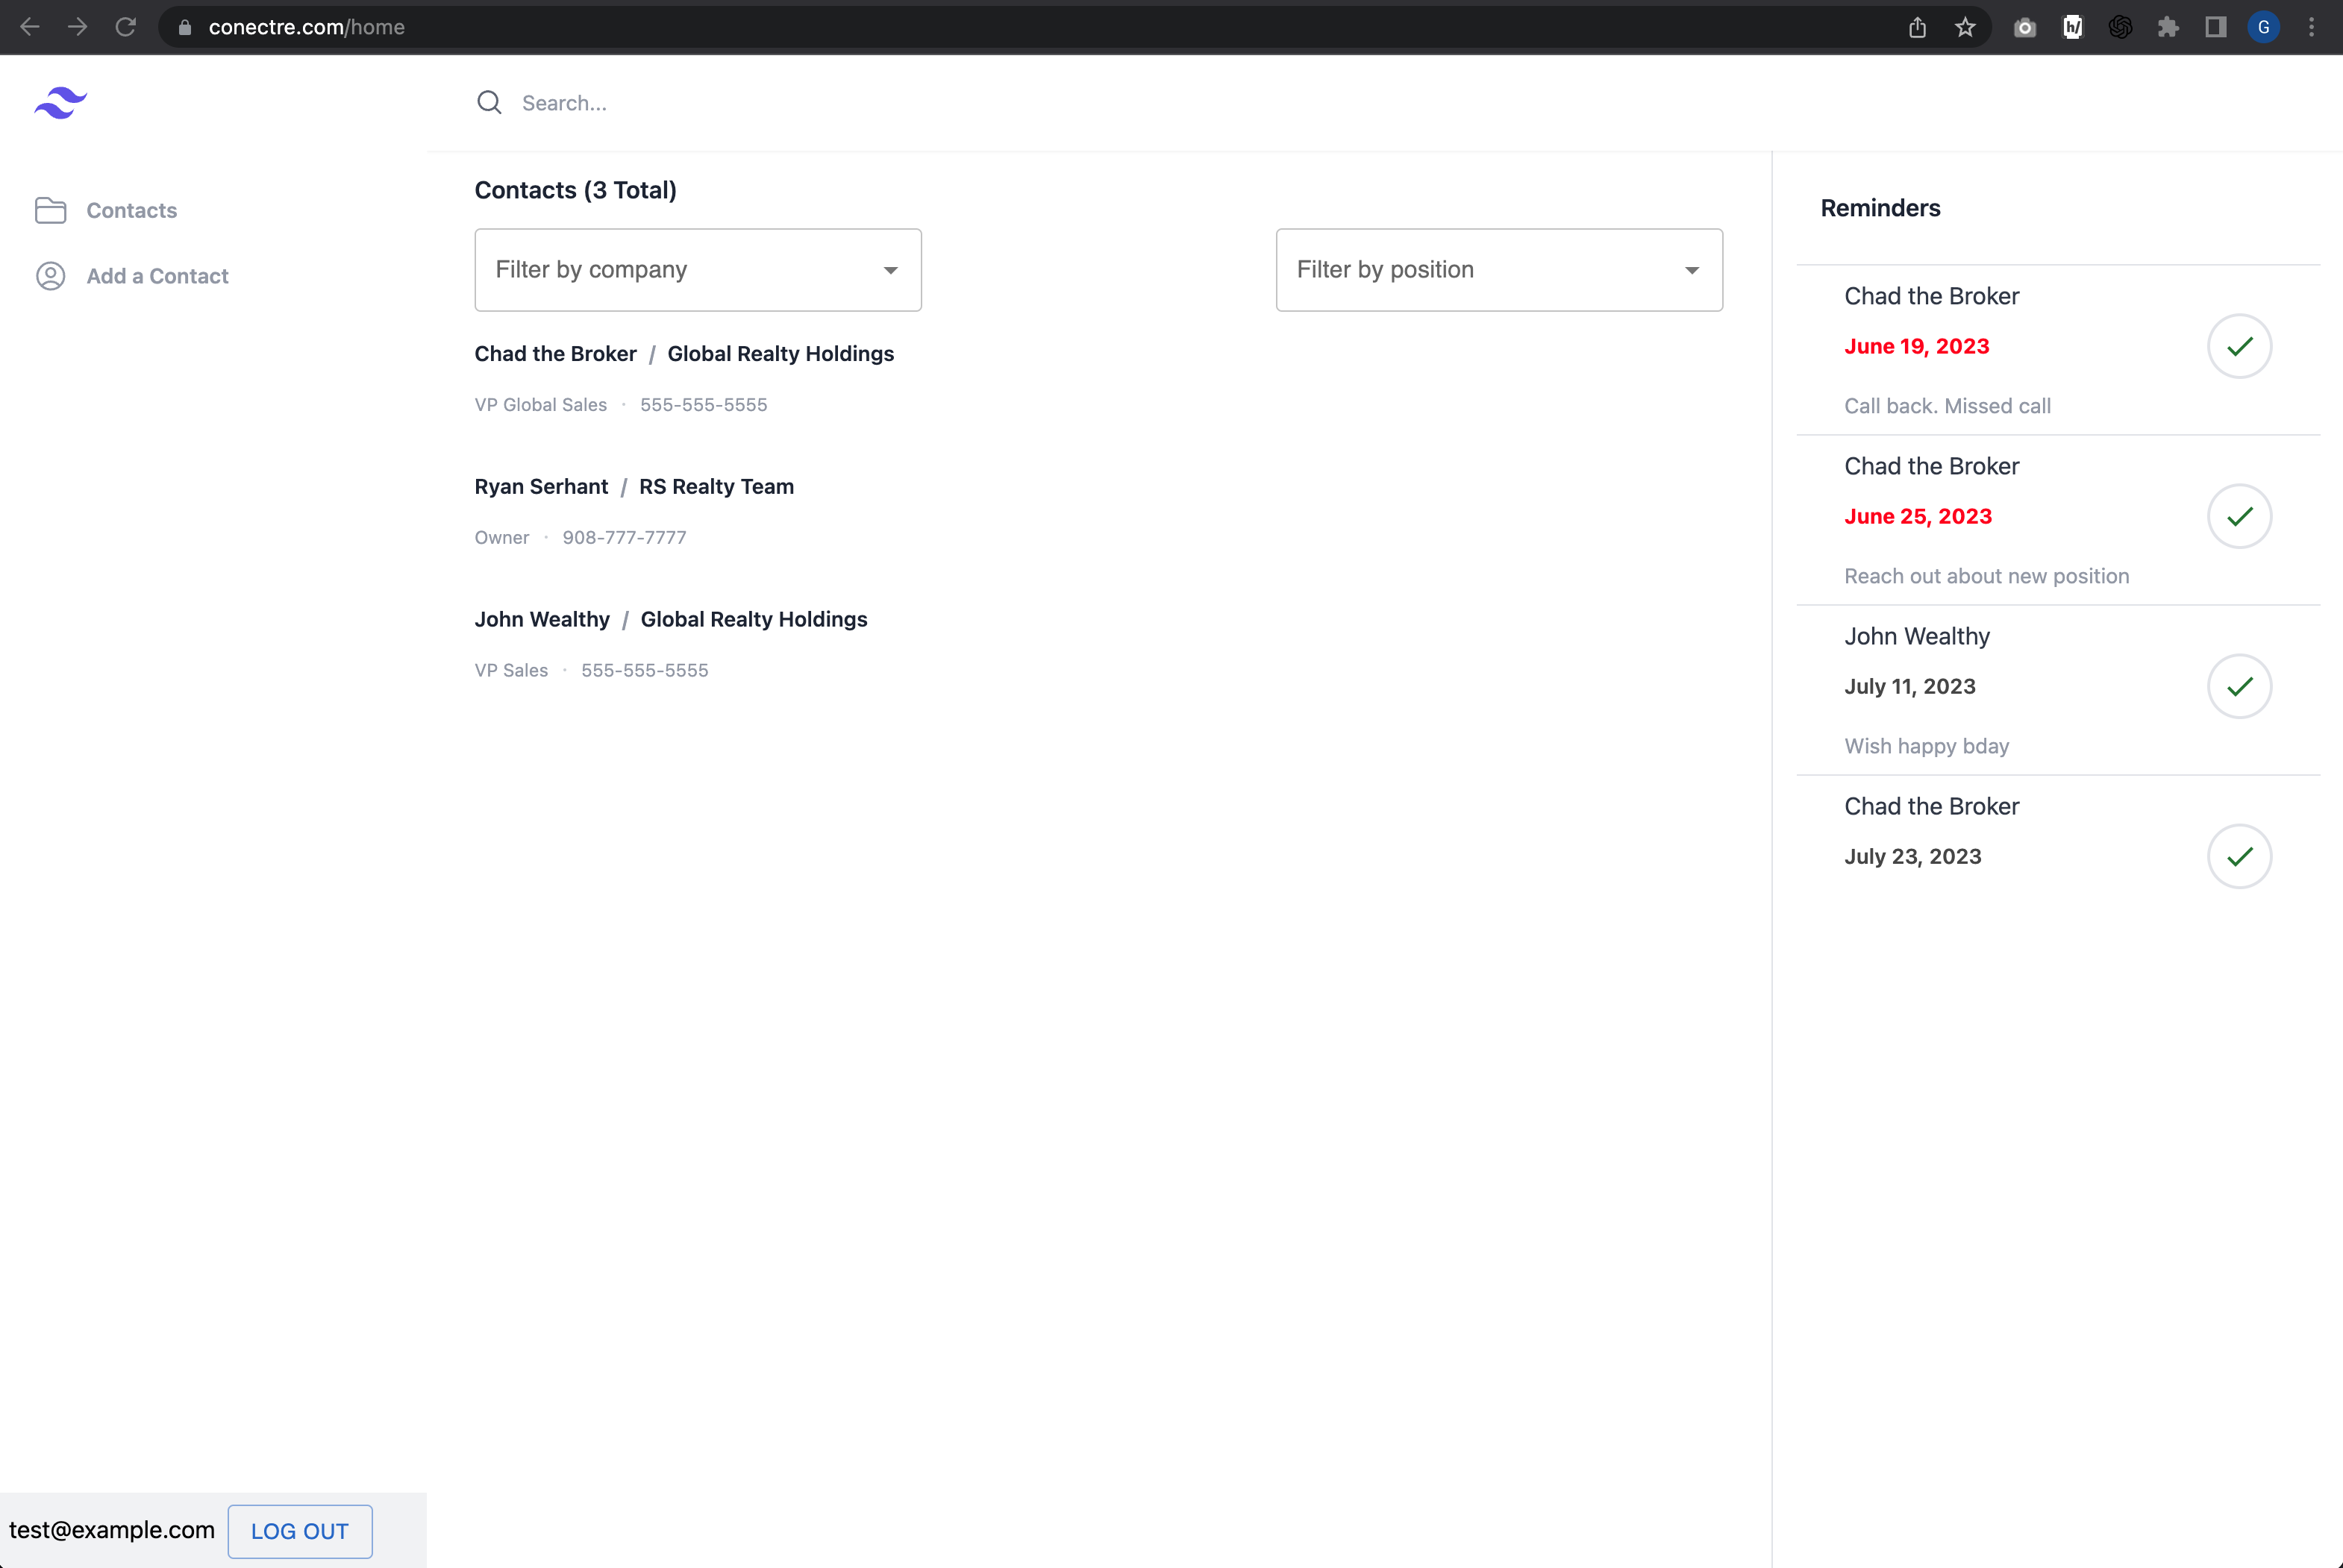 conectre.com/home
G
Search...
Contacts
Add a Contact
Contacts (3 Total)
Filter by company
Filter by position
Chad the Broker / Global Realty Holdings
VP Global Sales · 555-555-5555
Ryan Serhant / RS Realty Team
Owner · 908-777-7777
John Wealthy / Global Realty Holdings
VP Sales · 555-555-5555
Reminders
Chad the Broker
June 19, 2023
Call back. Missed call
Chad the Broker
June 25, 2023
Reach out about new position
John Wealthy
July 11, 2023
Wish happy bday
Chad the Broker
July 23, 2023
test@example.com
LOG OUT